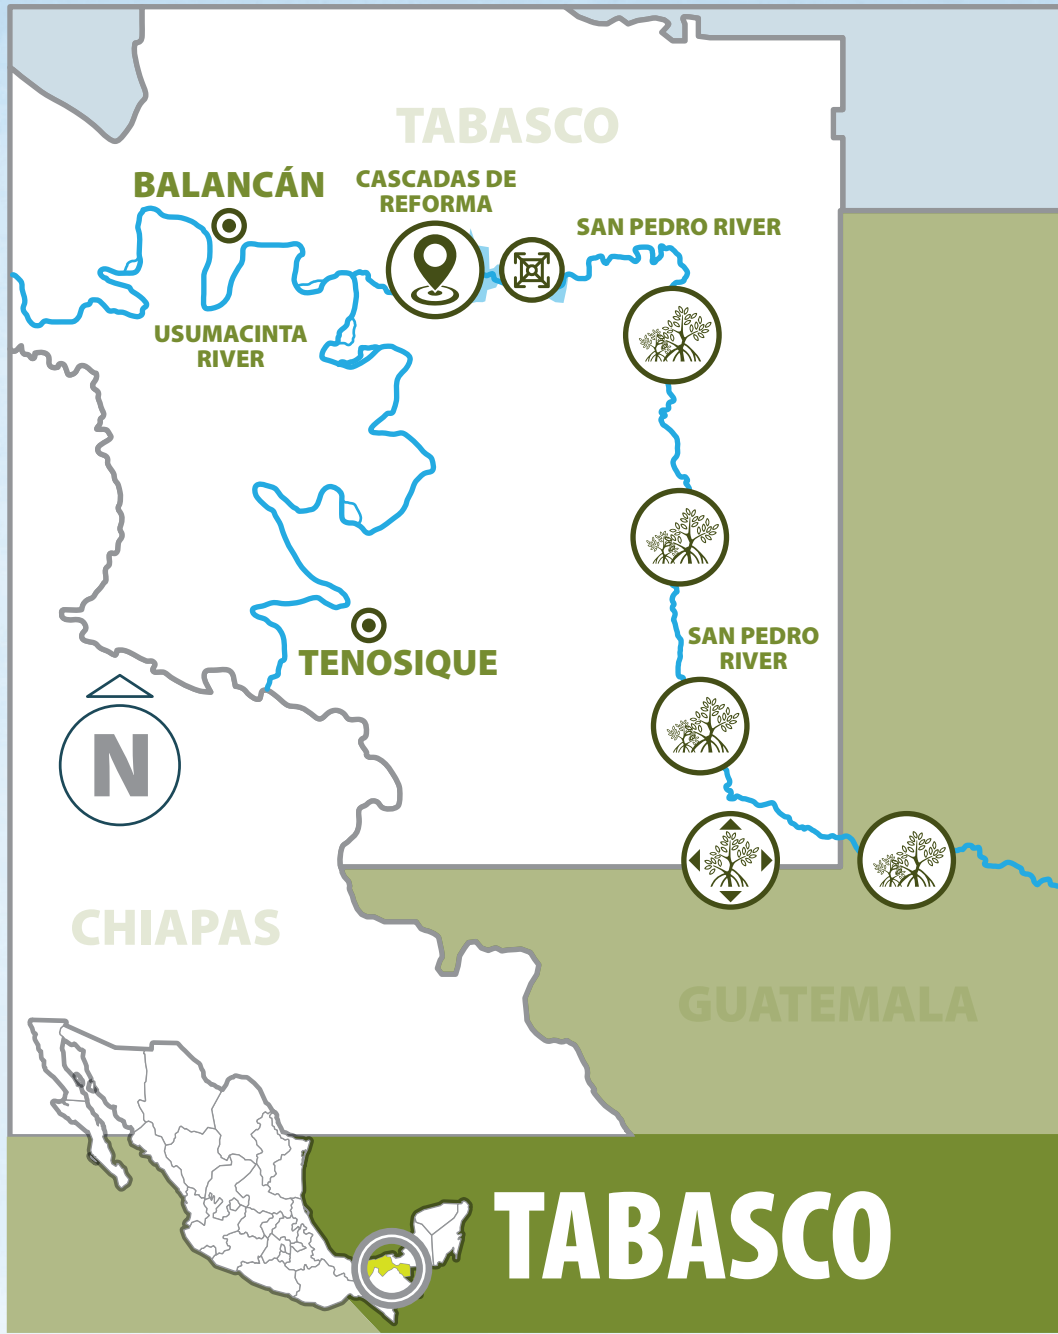 TABASCO
BALANCÁN
CASCADAS DE
REFORMA
SAN PEDRO RIVER
USUMACINTA
RIVER
TENOSIQUE
SAN PEDRO
RIVER
N
CHIAPAS
GUATEMALA
TABASCO